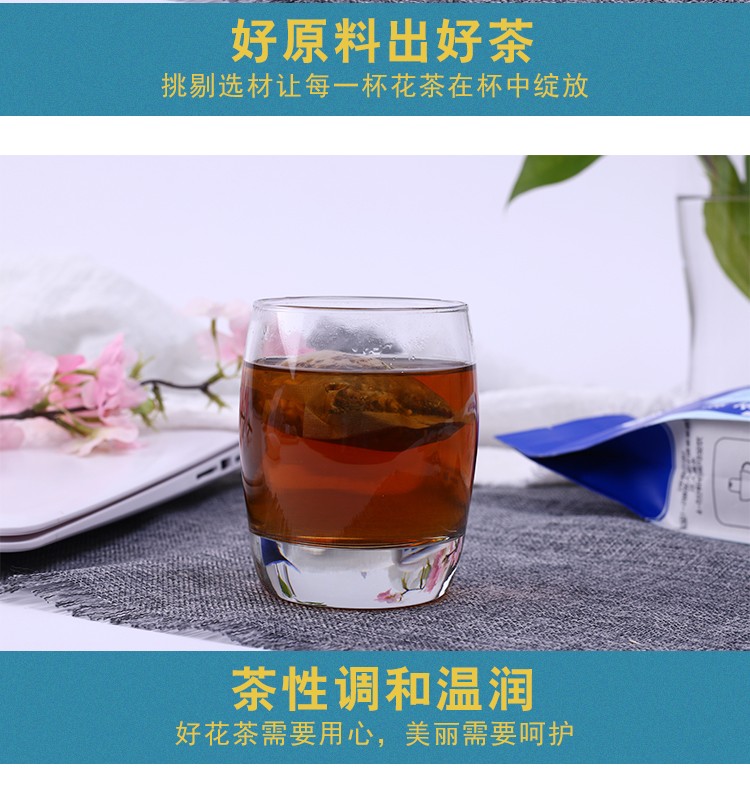 好原料出好茶
挑剔选材让每一杯花茶在杯中绽放
茶性调和温润
好花茶需要用心，美丽需要呵护